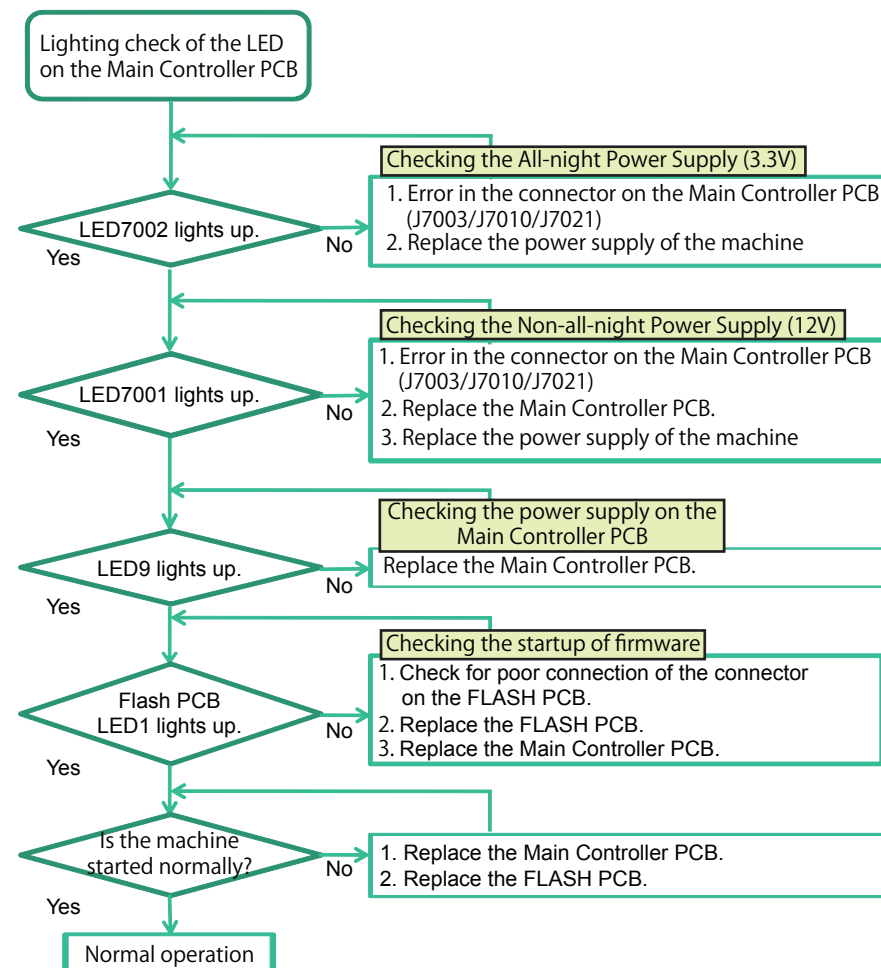 Lighting check of the LED
on the Main Controller PCB
Checking the All-night Power Supply (3.3V)
1. Error in the connector on the Main Controller PCB
(J7003/J7010/J7021)
2. Replace the power supply of the machine
LED7002 lights up.
No
Yes
Checking the Non-all-night Power Supply (12V)
1. Error in the connector on the Main Controller PCB
(J7003/J7010/J7021)
2. Replace the Main Controller PCB.
3. Replace the power supply of the machine
LED7001 lights up.
No
Yes
Checking the power supply on the
Main Controller PCB
Replace the Main Controller PCB.
LED9 lights up.
No
Yes
Checking the startup of firmware
1. Check for poor connection of the connector
on the FLASH PCB.
2. Replace the FLASH PCB.
3. Replace the Main Controller PCB.
Flash PCB
LED1 lights up.
No
Yes
Is the machine
started normally?
No
1. Replace the Main Controller PCB.
2. Replace the FLASH PCB.
Yes
Normal operation